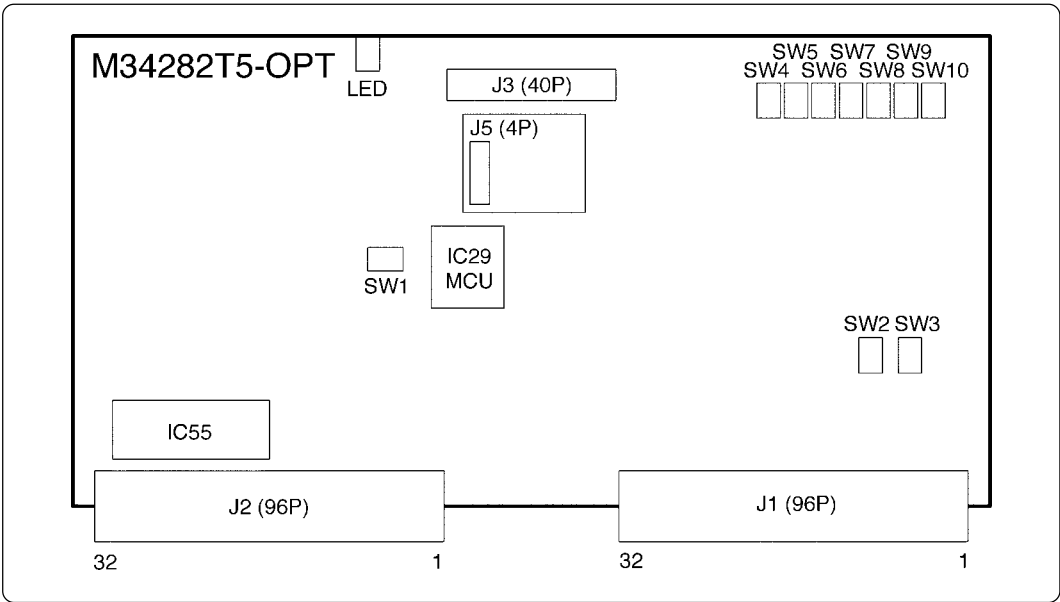 M34282T5-OPT
LED
J3 (40P)
SW5 SW7 SW9
SW4 SW6 SW8 SW10
J5 (4P)
IC29
MCU
SW1
SW2 SW3
IC55
J2 (96P)
J1 (96P)
32 1
32 1